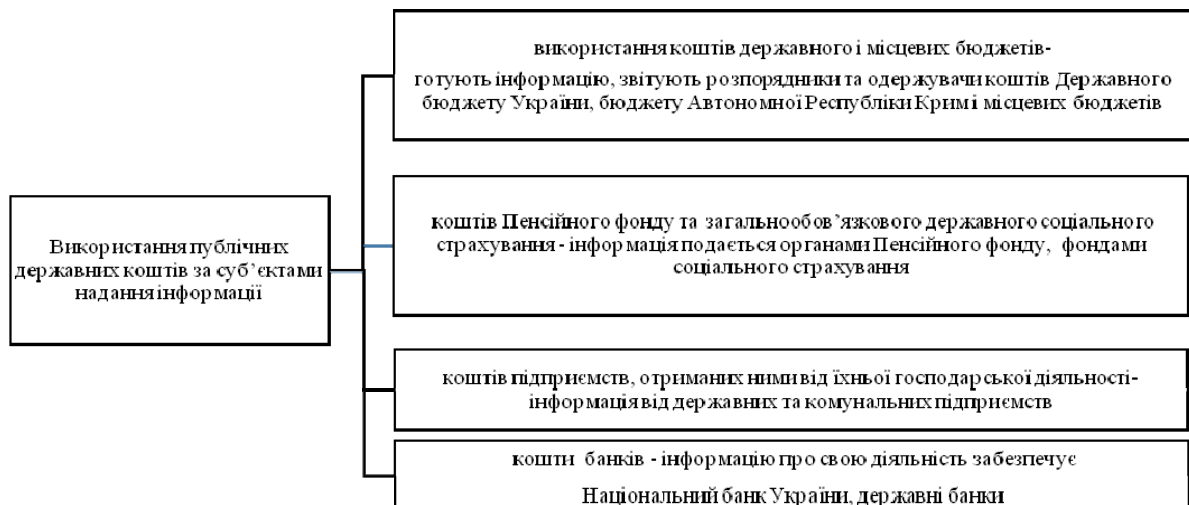 використання коштів державного і місцевих бюджетів-
готують інформацію, звітують розпорядники та одержувачи коштів Державного
бюджету України, бюджету Автономної Республіки Крим і місцевих бюджетів
Використання публічних
державних коштів за суб’єктами
надання інформації
коштів Пенсійного фонду та загальнообов’язкового державного соціального
страхування - інформація подається органами Пенсійного фонду, фондами
соціального страхування
коштів підприємств, отриманих ними від їхньої господарської діяльності-
інформація від державних та комунальних підприємств
кошти банків - інформацію про свою діяльність забезпечує
Національний банк України, державні банки